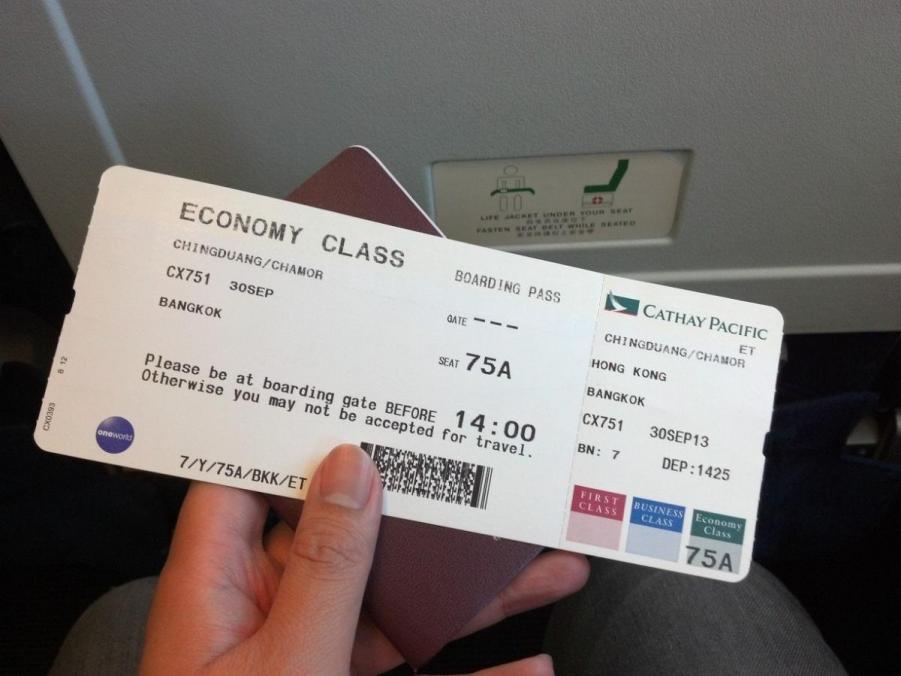 ECONOMY CLASS
CHINGDUANG/CHAMOR
CX751 30SEP
BANGKOK
BOARDING PASS
GATE ---
SEAT 75A
Please be at boarding gate BEFORE 14:00
Otherwise you may not be accepted for travel.
7/Y/75A/BKK/ET
oneworld
CX0393 8 12
CATHAY PACIFIC
ET
CHINGDUANG/CHAMOR
HONG KONG
BANGKOK
CX751 30SEP13
BN: 7 DEP:1425
FIRST CLASS
BUSINESS CLASS
Economy Class
75A
LIFE JACKET UNDER YOUR SEAT
FASTEN SEAT BELT WHILE SEATED